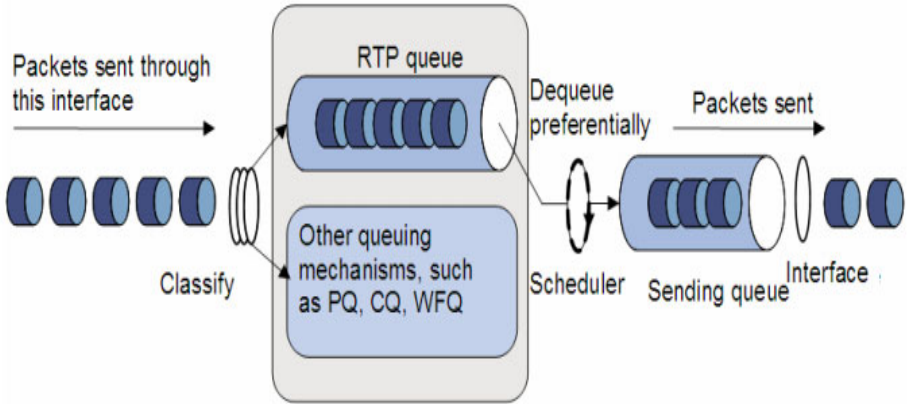 Packets sent through
this interface
RTP queue
Dequeue
preferentially
Packets sent
Classify
Other queuing
mechanisms, such
as PQ, CQ, WFQ
Scheduler
Sending queue
Interface